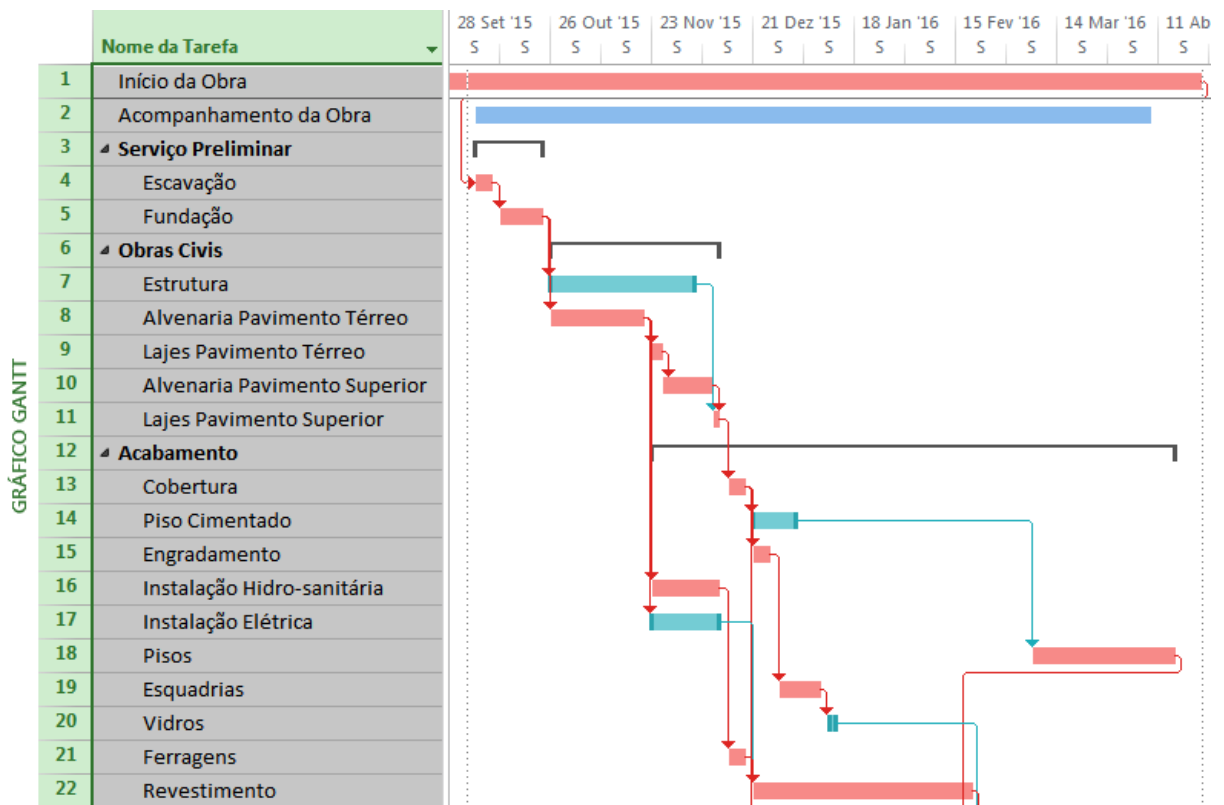 28 Set '15 26 Out '15 23 Nov '15 21 Dez '15 18 Jan '16 15 Fev '16 14 Mar '16 11 Ab
Nome da Tarefa S S S S S S S S S S S S S S S
1 Início da Obra
2 Acompanhamento da Obra
3 Serviço Preliminar
4 Escavação
5 Fundação
6 Obras Civis
7 Estrutura
8 Alvenaria Pavimento Térreo
9 Lajes Pavimento Térreo
10 Alvenaria Pavimento Superior
11 Lajes Pavimento Superior
12 Acabamento
13 Cobertura
14 Piso Cimentado
15 Engradamento
16 Instalação Hidro-sanitária
17 Instalação Elétrica
18 Pisos
19 Esquadrias
20 Vidros
21 Ferragens
22 Revestimento
GRÁFICO GANTT